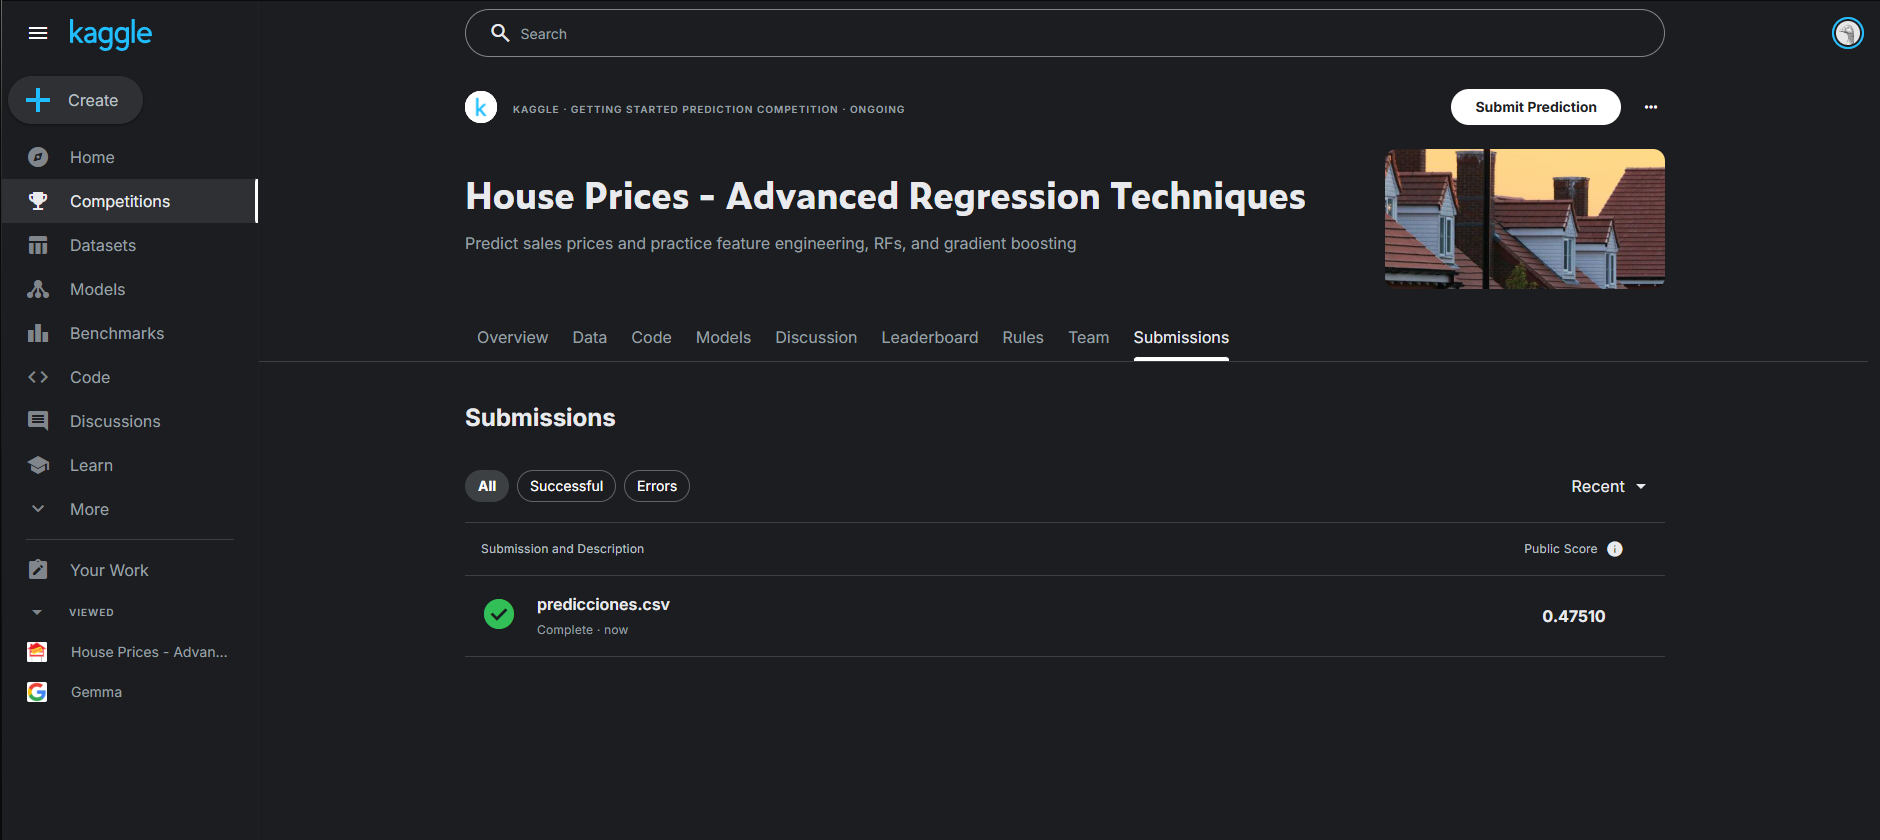 kaggle
Search
Create
Home
Competitions
Datasets
Models
Benchmarks
Code
Discussions
Learn
More
Your Work
VIEWED
House Prices - Advan...
Gemma
k
KAGGLE · GETTING STARTED PREDICTION COMPETITION · ONGOING
Submit Prediction
House Prices - Advanced Regression Techniques
Predict sales prices and practice feature engineering, RFs, and gradient boosting
Overview Data Code Models Discussion Leaderboard Rules Team Submissions
Submissions
All Successful Errors Recent
Submission and Description Public Score
predicciones.csv
Complete · now
0.47510